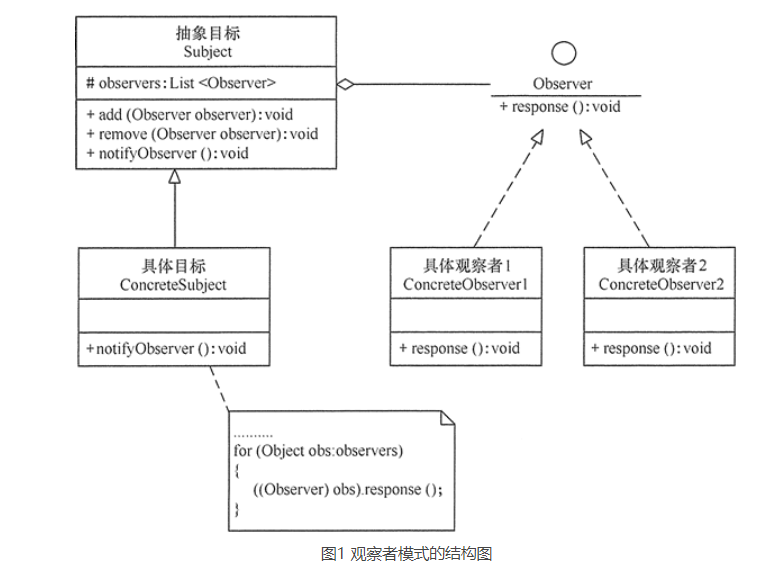 抽象目标
Subject
# observers:List <Observer>
+ add (Observer observer):void
+ remove (Observer observer):void
+ notifyObserver ():void
Observer
+ response ():void
具体目标
ConcreteSubject
+notifyObserver ():void
具体观察者1
ConcreteObserver1
+ response ():void
具体观察者2
ConcreteObserver2
+ response ():void
..........
for (Object obs:observers)
{
((Observer) obs).response ();
}
图1 观察者模式的结构图